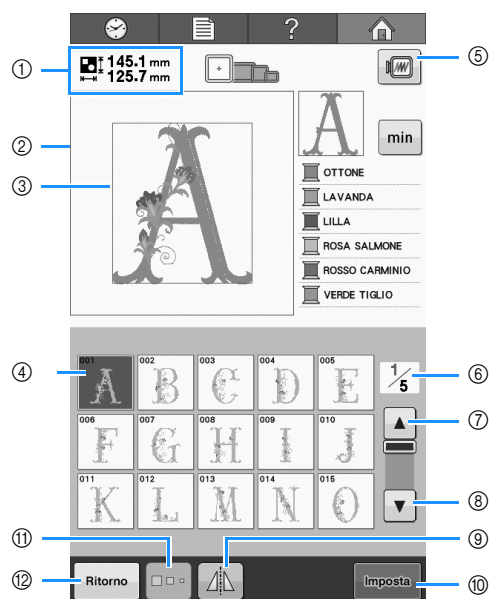 ?
① 145.1 mm
125.7 mm
⑤
②
min
③
OTTONE
LAVANDA
LILLA
ROSA SALMONE
ROSSO CARMINIO
VERDE TIGLIO
④ 001 002 003 004 005
A B C D E
1/5 ⑥
006 007 008 009 010
F G H I J
⑦
011 012 013 014 015
K L M N O
⑧
⑪ ⑨
⑫ Ritorno Imposta ⑩